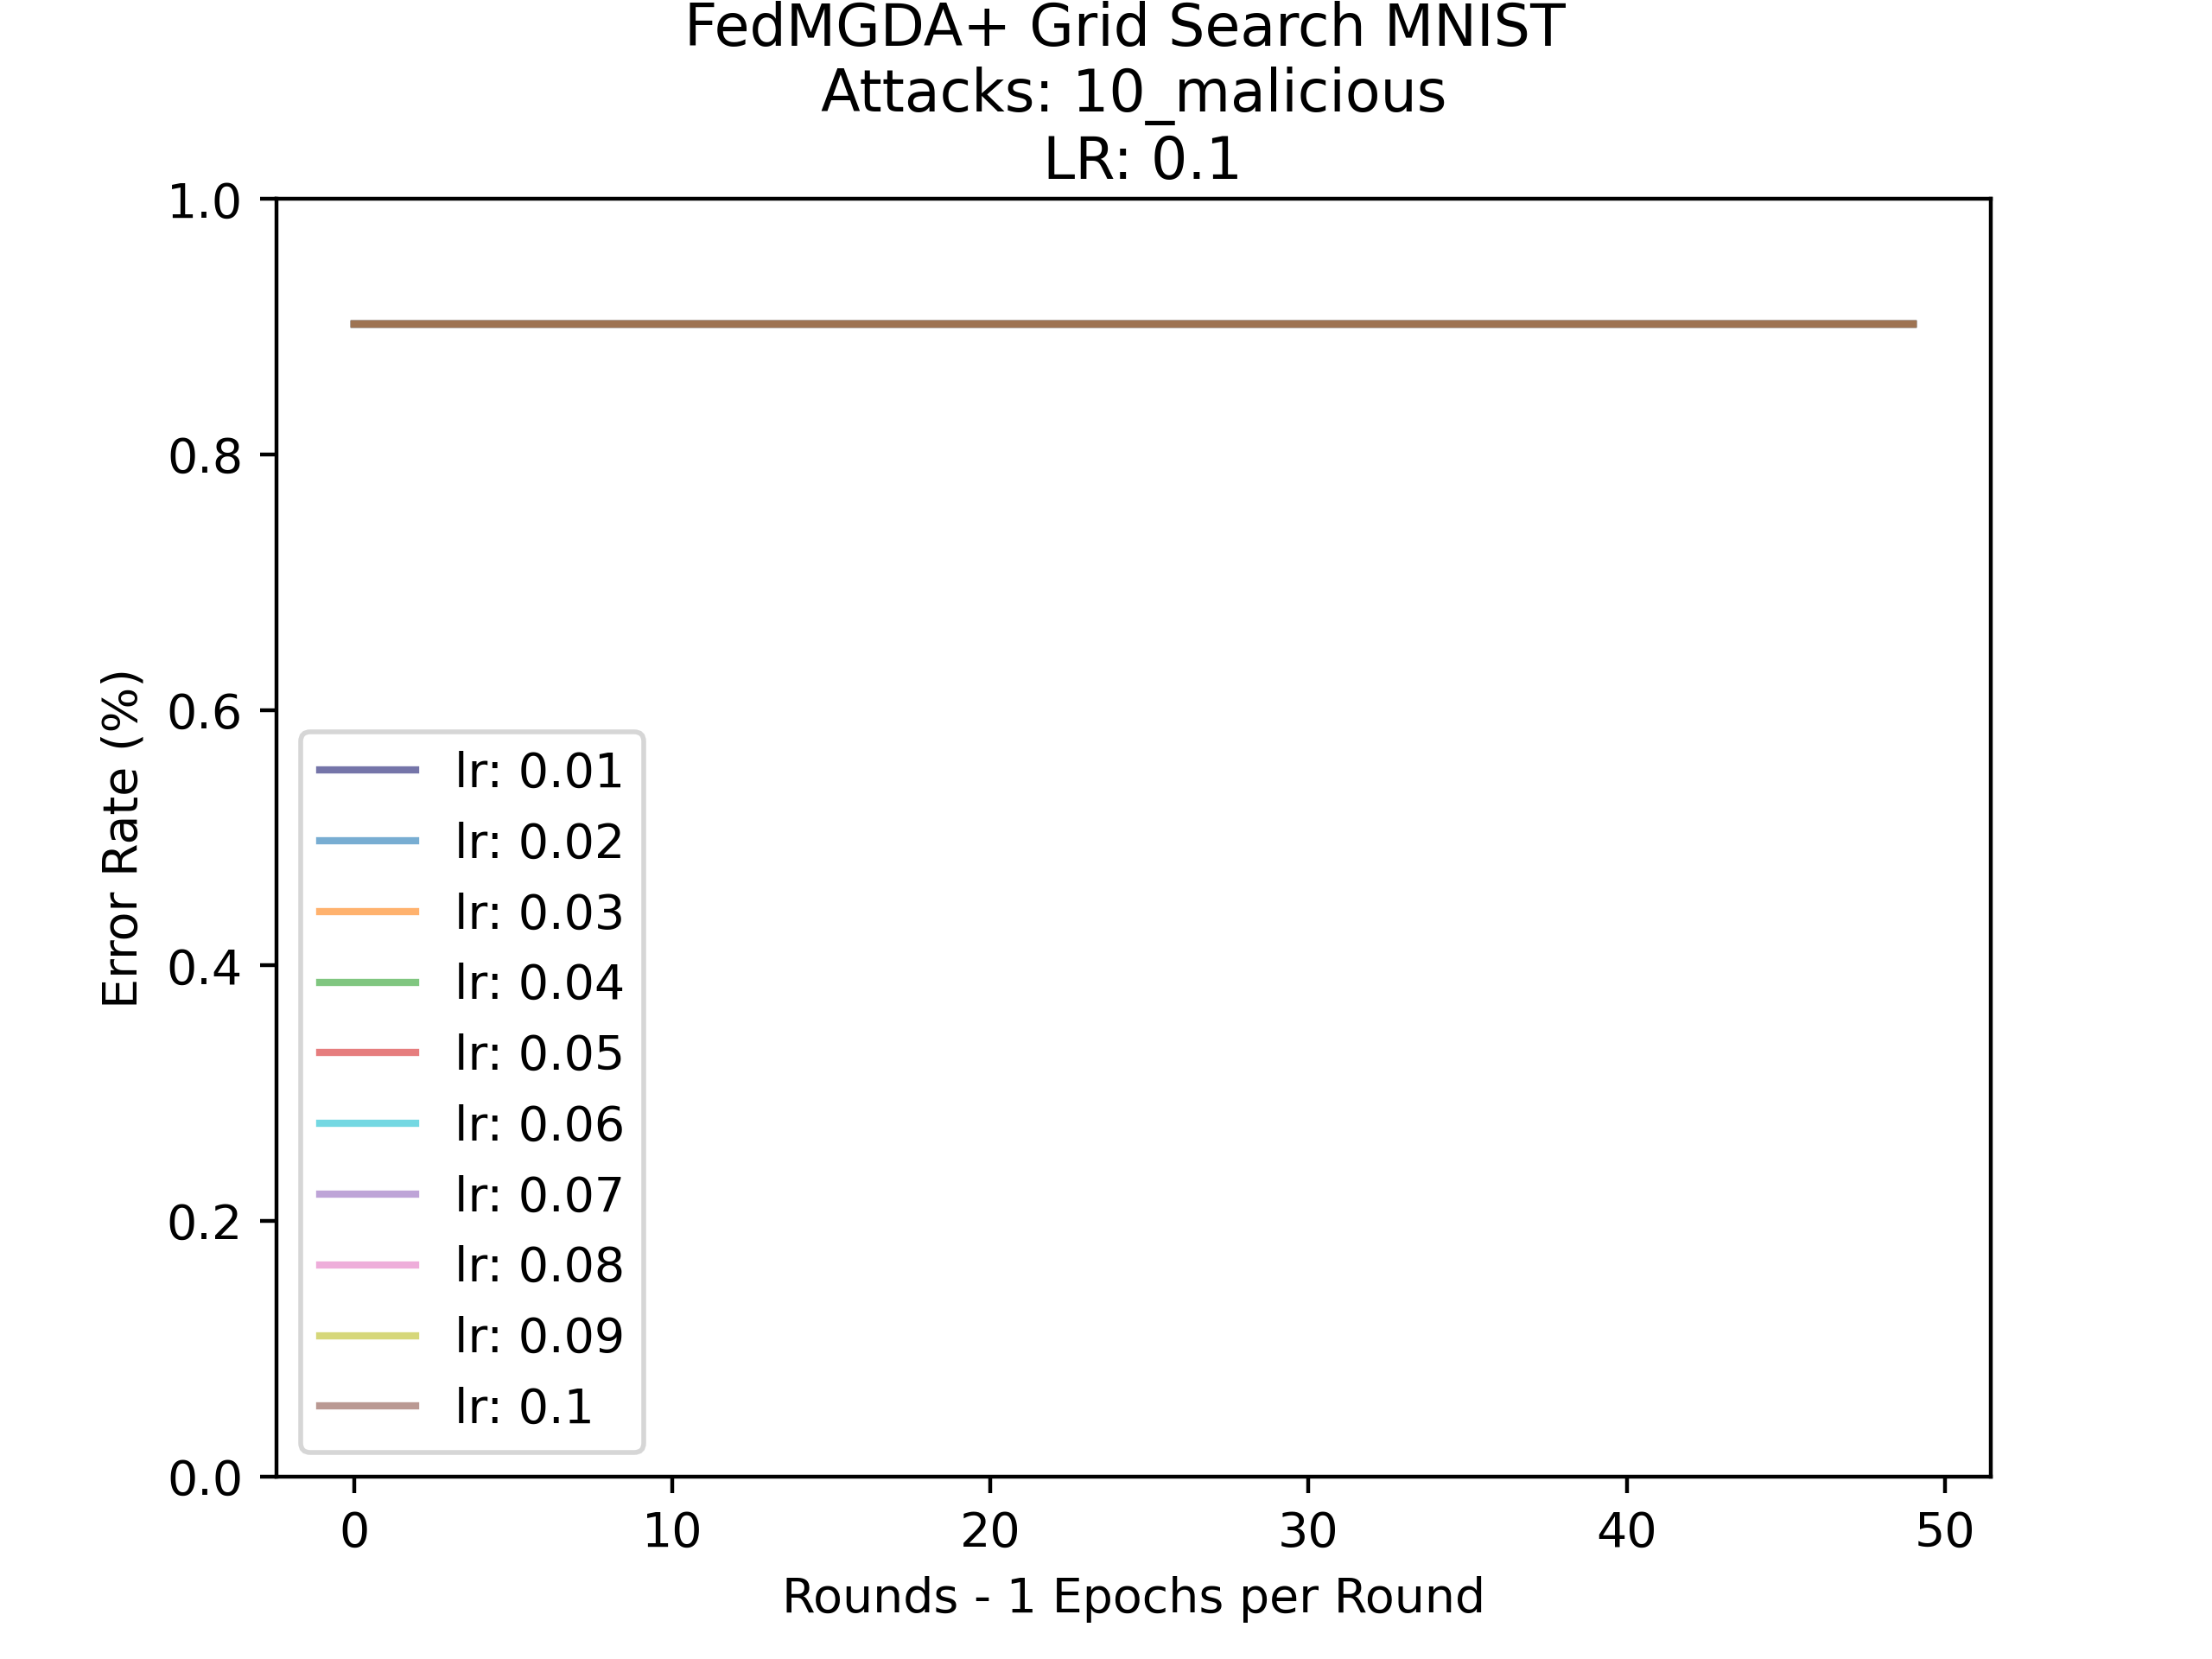 FedMGDA+ Grid Search MNIST
Attacks: 10_malicious
LR: 0.1
1.0
0.8
0.6
0.4
0.2
0.0
Error Rate (%)
lr: 0.01
lr: 0.02
lr: 0.03
lr: 0.04
lr: 0.05
lr: 0.06
lr: 0.07
lr: 0.08
lr: 0.09
lr: 0.1
0 10 20 30 40 50
Rounds - 1 Epochs per Round